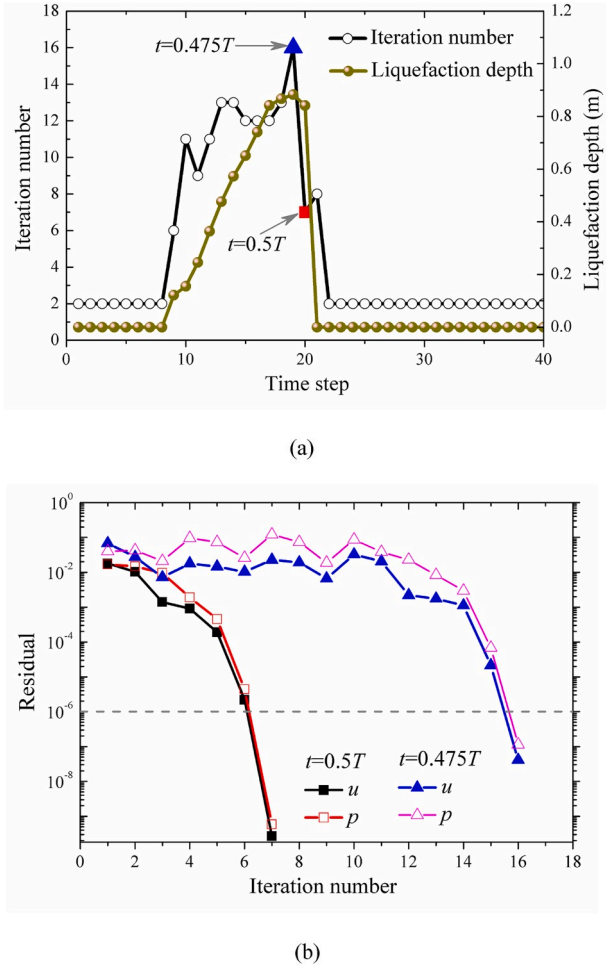 18
16
14
12
10
8
6
4
2
0
Iteration number
t=0.475T
Iteration number
Liquefaction depth
t=0.5T
1.2
1.0
0.8
0.6
0.4
0.2
0.0
Liquefaction depth (m)
0 10 20 30 40
Time step
(a)
10^0
10^-2
10^-4
10^-6
10^-8
Residual
t=0.5T t=0.475T
u u
p p
0 2 4 6 8 10 12 14 16 18
Iteration number
(b)